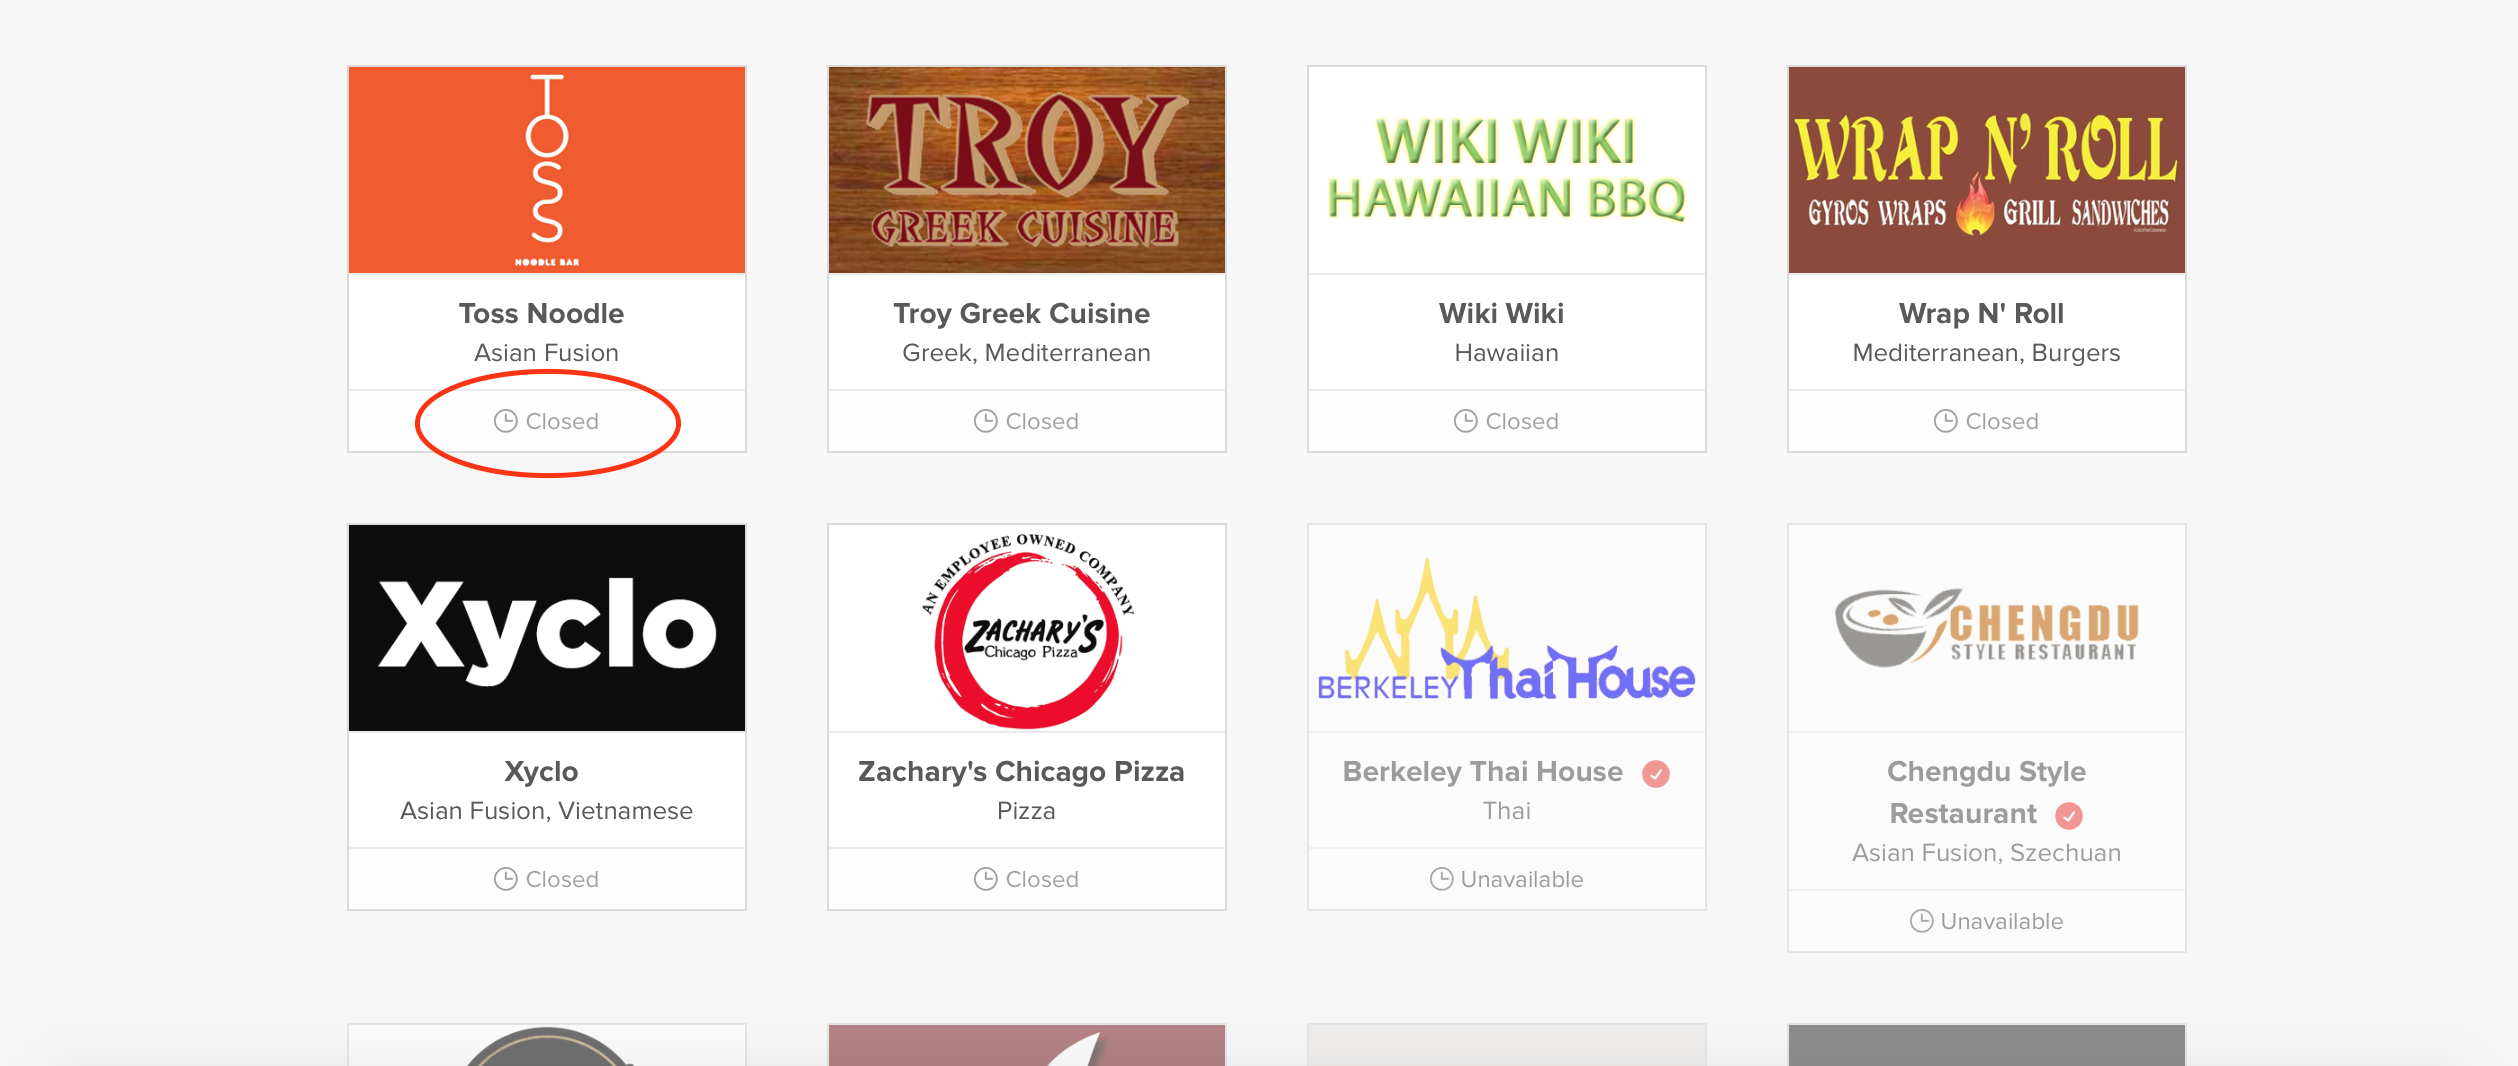 TOSS
NOODLE BAR
Toss Noodle
Asian Fusion
Closed
TROY
GREEK CUISINE
Troy Greek Cuisine
Greek, Mediterranean
Closed
WIKI WIKI
HAWAIIAN BBQ
Wiki Wiki
Hawaiian
Closed
WRAP N' ROLL
GYROS WRAPS GRILL SANDWICHES
Wrap N' Roll
Mediterranean, Burgers
Closed
Xyclo
Xyclo
Asian Fusion, Vietnamese
Closed
AN EMPLOYEE OWNED COMPANY
ZACHARY'S
Chicago Pizza
Zachary's Chicago Pizza
Pizza
Closed
BERKELEY Thai House
Berkeley Thai House
Thai
Unavailable
CHENGDU
STYLE RESTAURANT
Chengdu Style
Restaurant
Asian Fusion, Szechuan
Unavailable